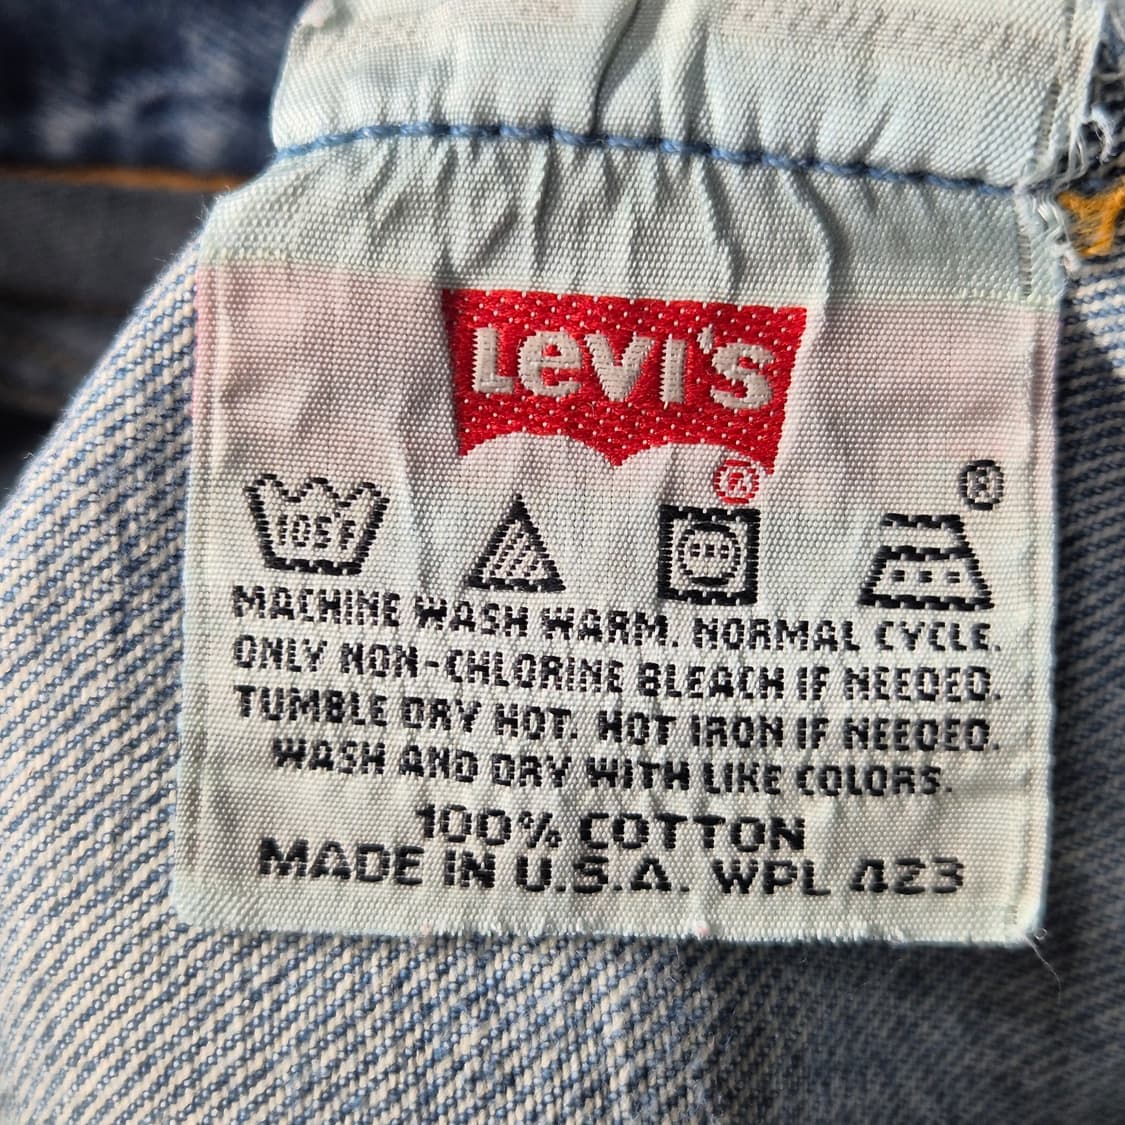 Levi's
®
®
105F
MACHINE WASH WARM. NORMAL CYCLE.
ONLY NON-CHLORINE BLEACH IF NEEDED.
TUMBLE DRY HOT. HOT IRON IF NEEDED.
WASH AND DRY WITH LIKE COLORS.
100% COTTON
MADE IN U.S.A. WPL 423